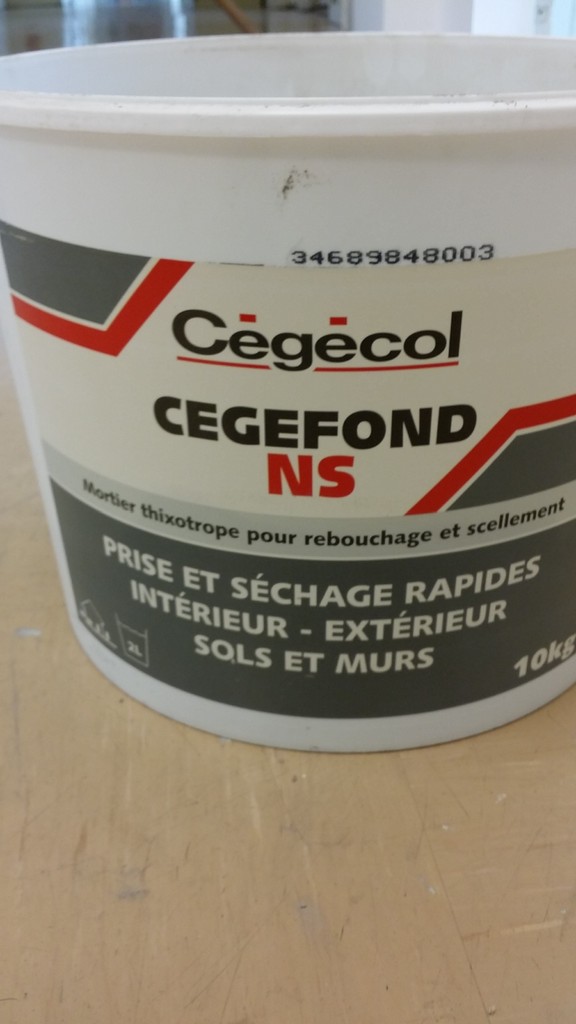 34689848003
Cégécol
CEGEFOND
NS
Mortier thixotrope pour rebouchage et scellement
PRISE ET SÉCHAGE RAPIDES
INTÉRIEUR - EXTÉRIEUR
SOLS ET MURS
2L
10kg